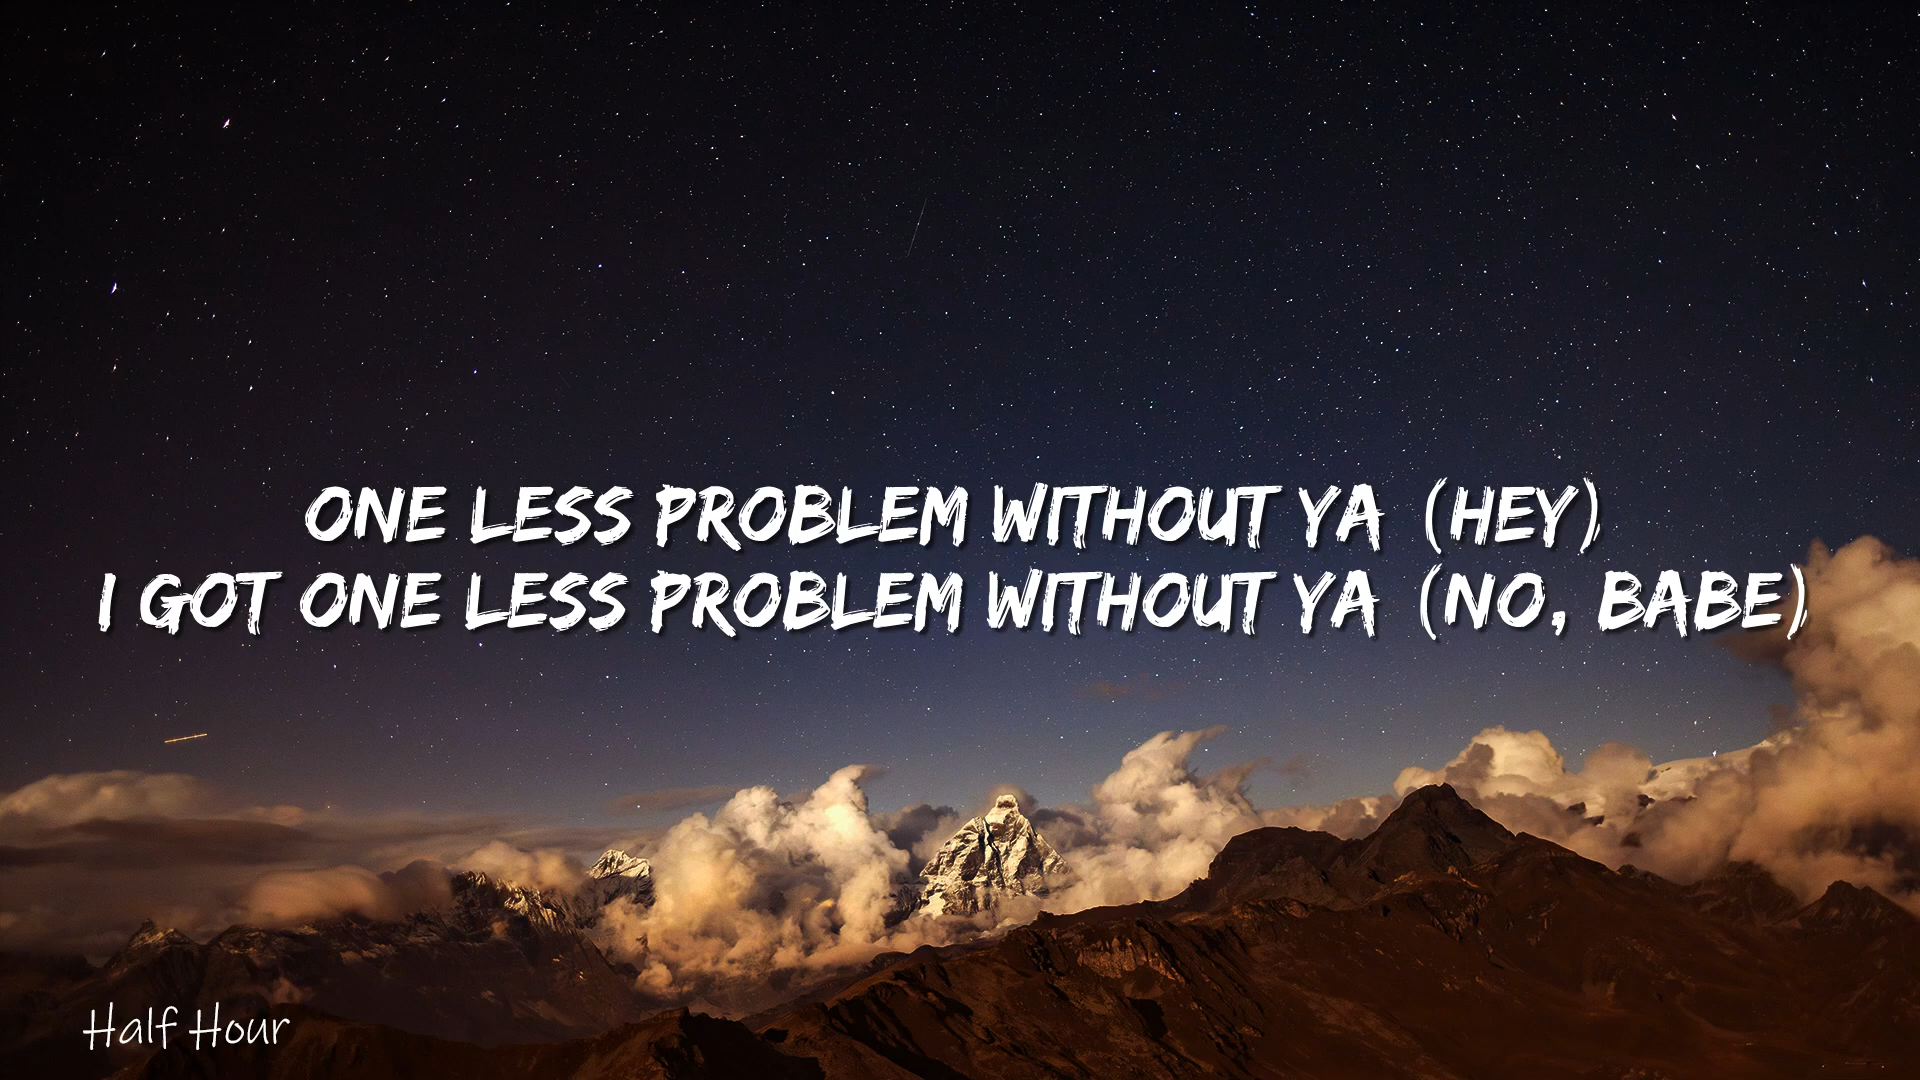 ONE LESS PROBLEM WITHOUT YA (HEY)
I GOT ONE LESS PROBLEM WITHOUT YA (NO, BABE)
Half Hour